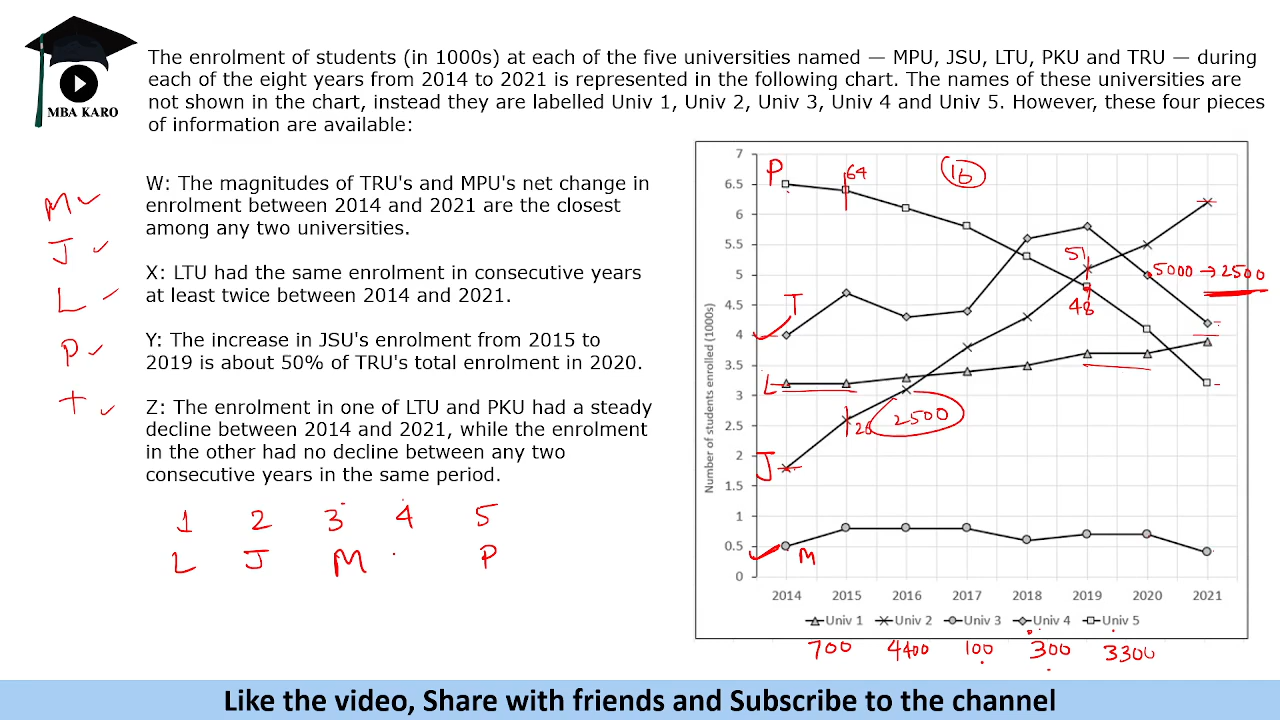 MBA KARO
The enrolment of students (in 1000s) at each of the five universities named — MPU, JSU, LTU, PKU and TRU — during
each of the eight years from 2014 to 2021 is represented in the following chart. The names of these universities are
not shown in the chart, instead they are labelled Univ 1, Univ 2, Univ 3, Univ 4 and Univ 5. However, these four pieces
of information are available:
W: The magnitudes of TRU's and MPU's net change in
enrolment between 2014 and 2021 are the closest
among any two universities.
X: LTU had the same enrolment in consecutive years
at least twice between 2014 and 2021.
Y: The increase in JSU's enrolment from 2015 to
2019 is about 50% of TRU's total enrolment in 2020.
Z: The enrolment in one of LTU and PKU had a steady
decline between 2014 and 2021, while the enrolment
in the other had no decline between any two
consecutive years in the same period.
M
J
L
P
T
1 2 3 4 5
L J M P
Number of students enrolled (1000s)
7
6.5
6
5.5
5
4.5
4
3.5
3
2.5
2
1.5
1
0.5
0
P
64
16
51
5000 → 2500
48
T
L
26
2500
J
M
2014 2015 2016 2017 2018 2019 2020 2021
Univ 1 Univ 2 Univ 3 Univ 4 Univ 5
700 4400 100 300 3300
Like the video, Share with friends and Subscribe to the channel